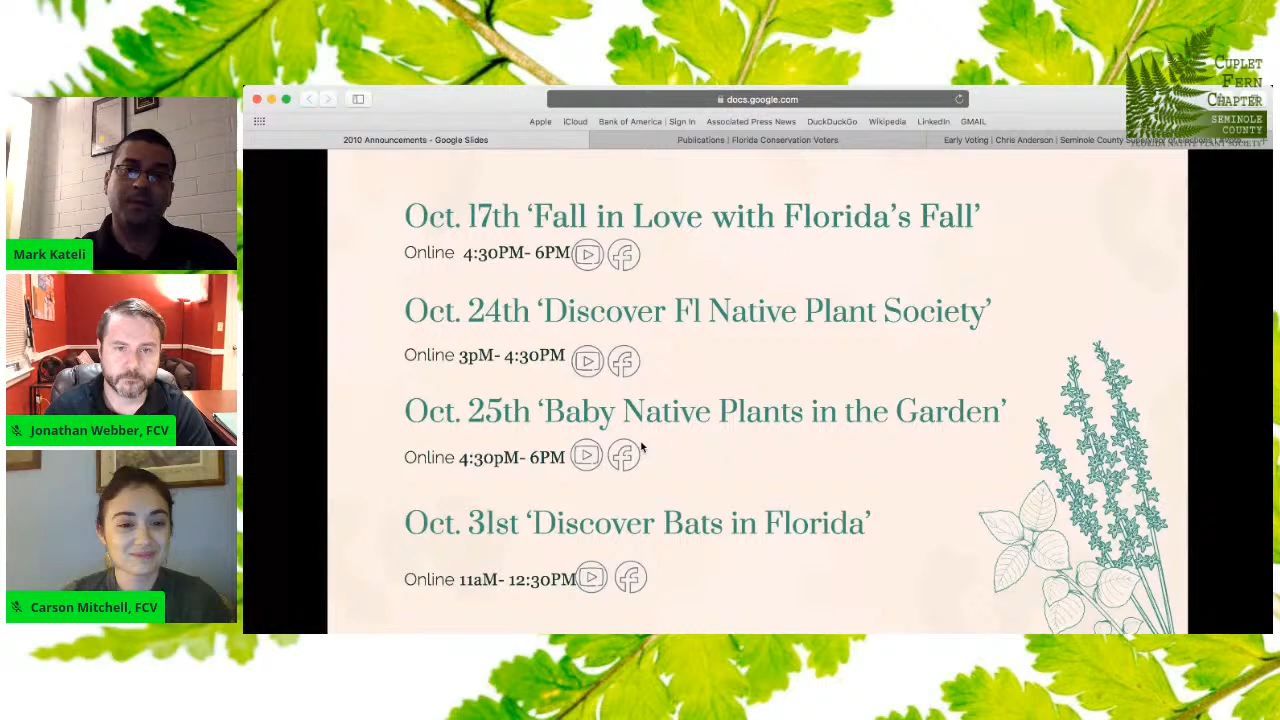 CUPLET
FERN
CHAPTER
SEMINOLE
COUNTY
FLORIDA NATIVE PLANT SOCIETY
docs.google.com
Apple iCloud Bank of America | Sign In Associated Press News DuckDuckGo Wikipedia LinkedIn GMAIL
2010 Announcements - Google Slides Publications | Florida Conservation Voters Early Voting | Chris Anderson | Seminole County
Oct. 17th ‘Fall in Love with Florida’s Fall’
Online 4:30PM- 6PM
Oct. 24th ‘Discover Fl Native Plant Society’
Online 3pM- 4:30PM
Oct. 25th ‘Baby Native Plants in the Garden’
Online 4:30pM- 6PM
Oct. 31st ‘Discover Bats in Florida’
Online 11aM- 12:30PM
Mark Kateli
Jonathan Webber, FCV
Carson Mitchell, FCV